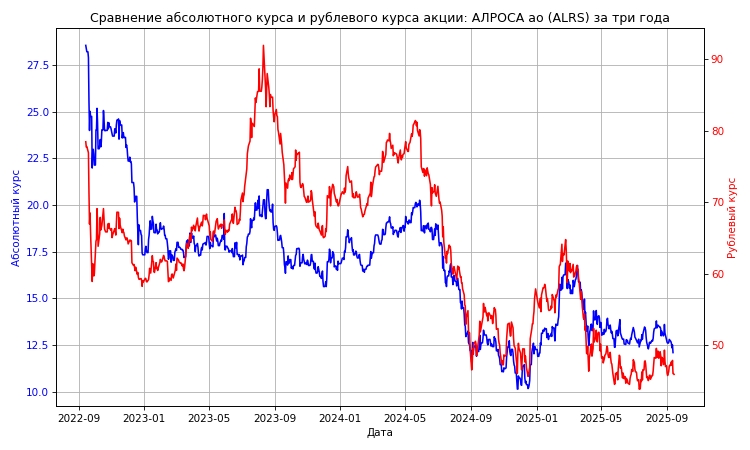 Сравнение абсолютного курса и рублевого курса акции: АЛРОСА ао (ALRS) за три года
27.5
25.0
22.5
20.0
17.5
15.0
12.5
10.0
Абсолютный курс
90
80
70
60
50
Рублевый курс
2022-09 2023-01 2023-05 2023-09 2024-01 2024-05 2024-09 2025-01 2025-05 2025-09
Дата